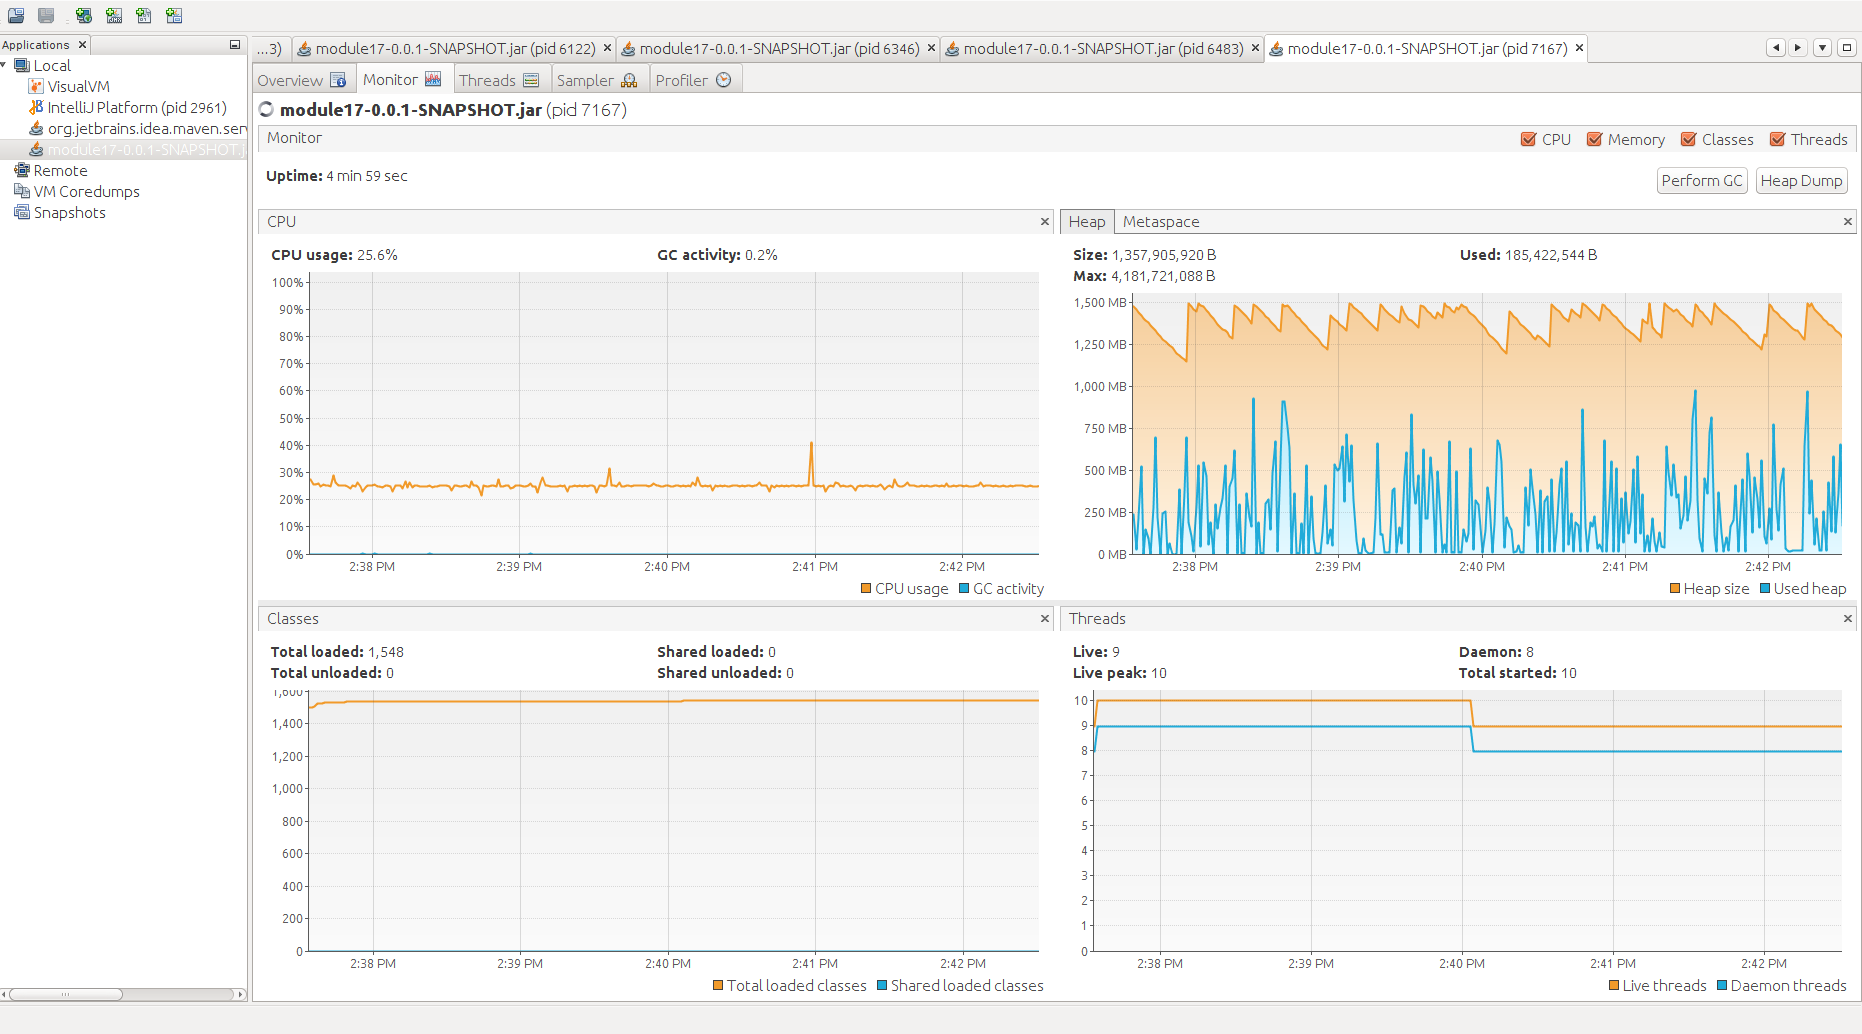 Applications
...3)
module17-0.0.1-SNAPSHOT.jar (pid 6122)
module17-0.0.1-SNAPSHOT.jar (pid 6346)
module17-0.0.1-SNAPSHOT.jar (pid 6483)
module17-0.0.1-SNAPSHOT.jar (pid 7167)
Local
VisualVM
IntelliJ Platform (pid 2961)
org.jetbrains.idea.maven.ser
module17-0.0.1-SNAPSHOT.j
Remote
VM Coredumps
Snapshots
Overview
Monitor
Threads
Sampler
Profiler
module17-0.0.1-SNAPSHOT.jar (pid 7167)
Monitor
CPU
Memory
Classes
Threads
Uptime: 4 min 59 sec
Perform GC
Heap Dump
CPU
CPU usage: 25.6%
GC activity: 0.2%
100%
90%
80%
70%
60%
50%
40%
30%
20%
10%
0%
2:38 PM
2:39 PM
2:40 PM
2:41 PM
2:42 PM
CPU usage
GC activity
Heap
Metaspace
Size: 1,357,905,920 B
Used: 185,422,544 B
Max: 4,181,721,088 B
1,500 MB
1,250 MB
1,000 MB
750 MB
500 MB
250 MB
0 MB
2:38 PM
2:39 PM
2:40 PM
2:41 PM
2:42 PM
Heap size
Used heap
Classes
Total loaded: 1,548
Shared loaded: 0
Total unloaded: 0
Shared unloaded: 0
1,600
1,400
1,200
1,000
800
600
400
200
0
2:38 PM
2:39 PM
2:40 PM
2:41 PM
2:42 PM
Total loaded classes
Shared loaded classes
Threads
Live: 9
Daemon: 8
Live peak: 10
Total started: 10
10
9
8
7
6
5
4
3
2
1
0
2:38 PM
2:39 PM
2:40 PM
2:41 PM
2:42 PM
Live threads
Daemon threads